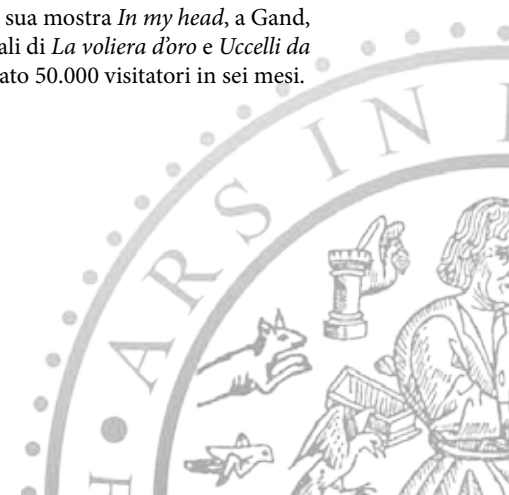 sua mostra In my head, a Gand,
ali di La voliera d'oro e Uccelli da
ato 50.000 visitatori in sei mesi.
ARS IN